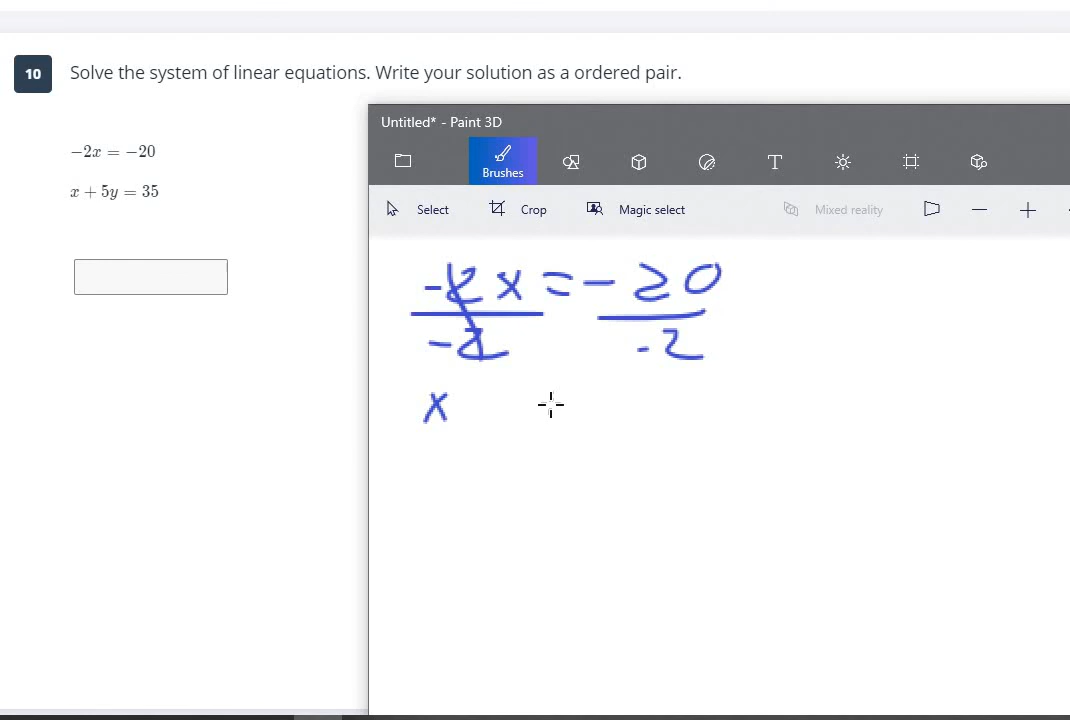 10 Solve the system of linear equations. Write your solution as a ordered pair.
−2x = −20
x + 5y = 35
Untitled* - Paint 3D
Brushes
Select Crop Magic select Mixed reality
-2x = -20
-2 -2
x